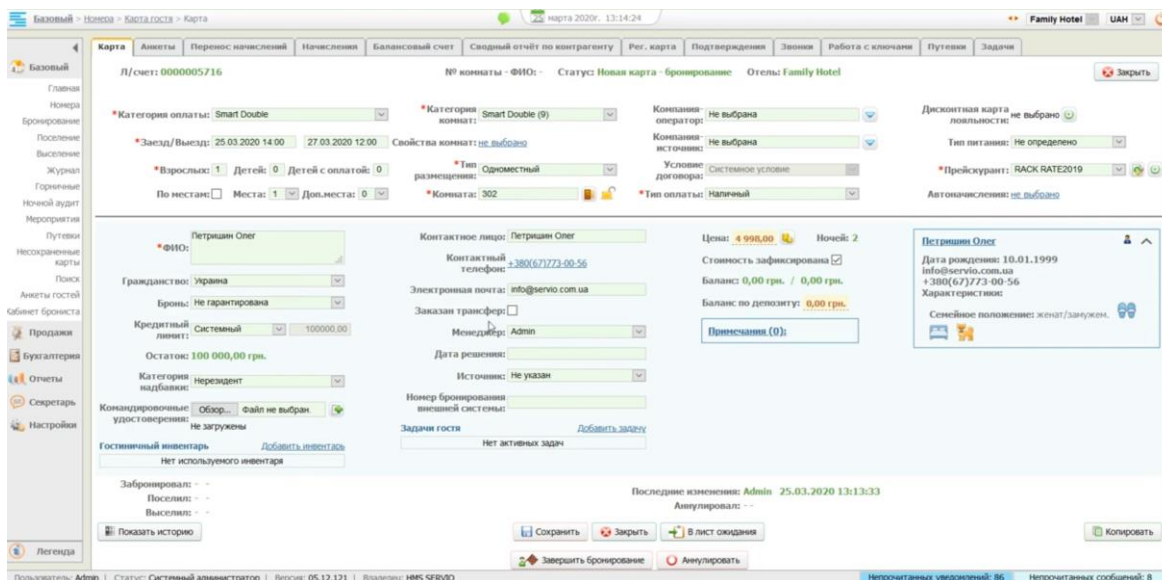 Базовый > Номера > Карта гостя > Карта
25 марта 2020г. 13:14:24
Family Hotel UAH
Карта Анкеты Перенос начислений Начисления Балансовый счет Сводный отчёт по контрагенту Рег. карта Подтверждения Звонки Работа с ключами Путевки Задачи
Базовый
Главная
Номера
Бронирование
Поселение
Выселение
Журнал
Горничные
Ночной аудит
Мероприятия
Путевки
Несохраненные карты
Поиск
Анкеты гостей
Кабинет брониста
Продажи
Бухгалтерия
Отчеты
Секретарь
Настройки
Легенда
Л/счет: 0000005716 № комнаты - ФИО: - Статус: Новая карта - бронирование Отель: Family Hotel Закрыть
*Категория оплаты: Smart Double
*Категория комнат: Smart Double (9)
Компания-оператор: Не выбрана
Дисконтная карта лояльности: не выбрано
*Заезд/Выезд: 25.03.2020 14:00 27.03.2020 12:00
Свойства комнат: не выбрано
Компания-источник: Не выбрана
Тип питания: Не определено
*Взрослых: 1 Детей: 0 Детей с оплатой: 0
*Тип размещения: Одноместный
Условие договора: Системное условие
*Прейскурант: RACK RATE2019
По местам: Места: 1 Доп.места: 0
*Комната: 302
*Тип оплаты: Наличный
Автоначисления: не выбрано
*ФИО: Петришин Олег
Гражданство: Украина
Бронь: Не гарантирована
Кредитный лимит: Системный 100000,00
Остаток: 100 000,00 грн.
Категория надбавки: Нерезидент
Командировочные удостоверения: Обзор... Файл не выбран.
Не загружены
Гостиничный инвентарь Добавить инвентарь
Нет используемого инвентаря
Контактное лицо: Петришин Олег
Контактный телефон: +380(67)773-00-56
Электронная почта: info@servio.com.ua
Заказан трансфер:
Менеджер: Admin
Дата решения:
Источник: Не указан
Номер бронирования внешней системы:
Задачи гостя Добавить задачу
Нет активных задач
Цена: 4 998,00 Ночей: 2
Стоимость зафиксирована
Баланс: 0,00 грн. / 0,00 грн.
Баланс по депозиту: 0,00 грн.
Примечания (0):
Петришин Олег
Дата рождения: 10.01.1999
info@servio.com.ua
+380(67)773-00-56
Характеристики:
Семейное положение: женат/замужем.
Забронировал: - -
Поселил: - -
Выселил: - -
Последние изменения: Admin 25.03.2020 13:13:33
Аннулировал: - -
Показать историю Сохранить Закрыть В лист ожидания Копировать
Завершить бронирование Аннулировать
Пользователь: Admin | Статус: Системный администратор | Версия: 05.12.121 | Владелец: HMS SERVIO Непрочитанных уведомлений: 86 Непрочитанных сообщений: 8